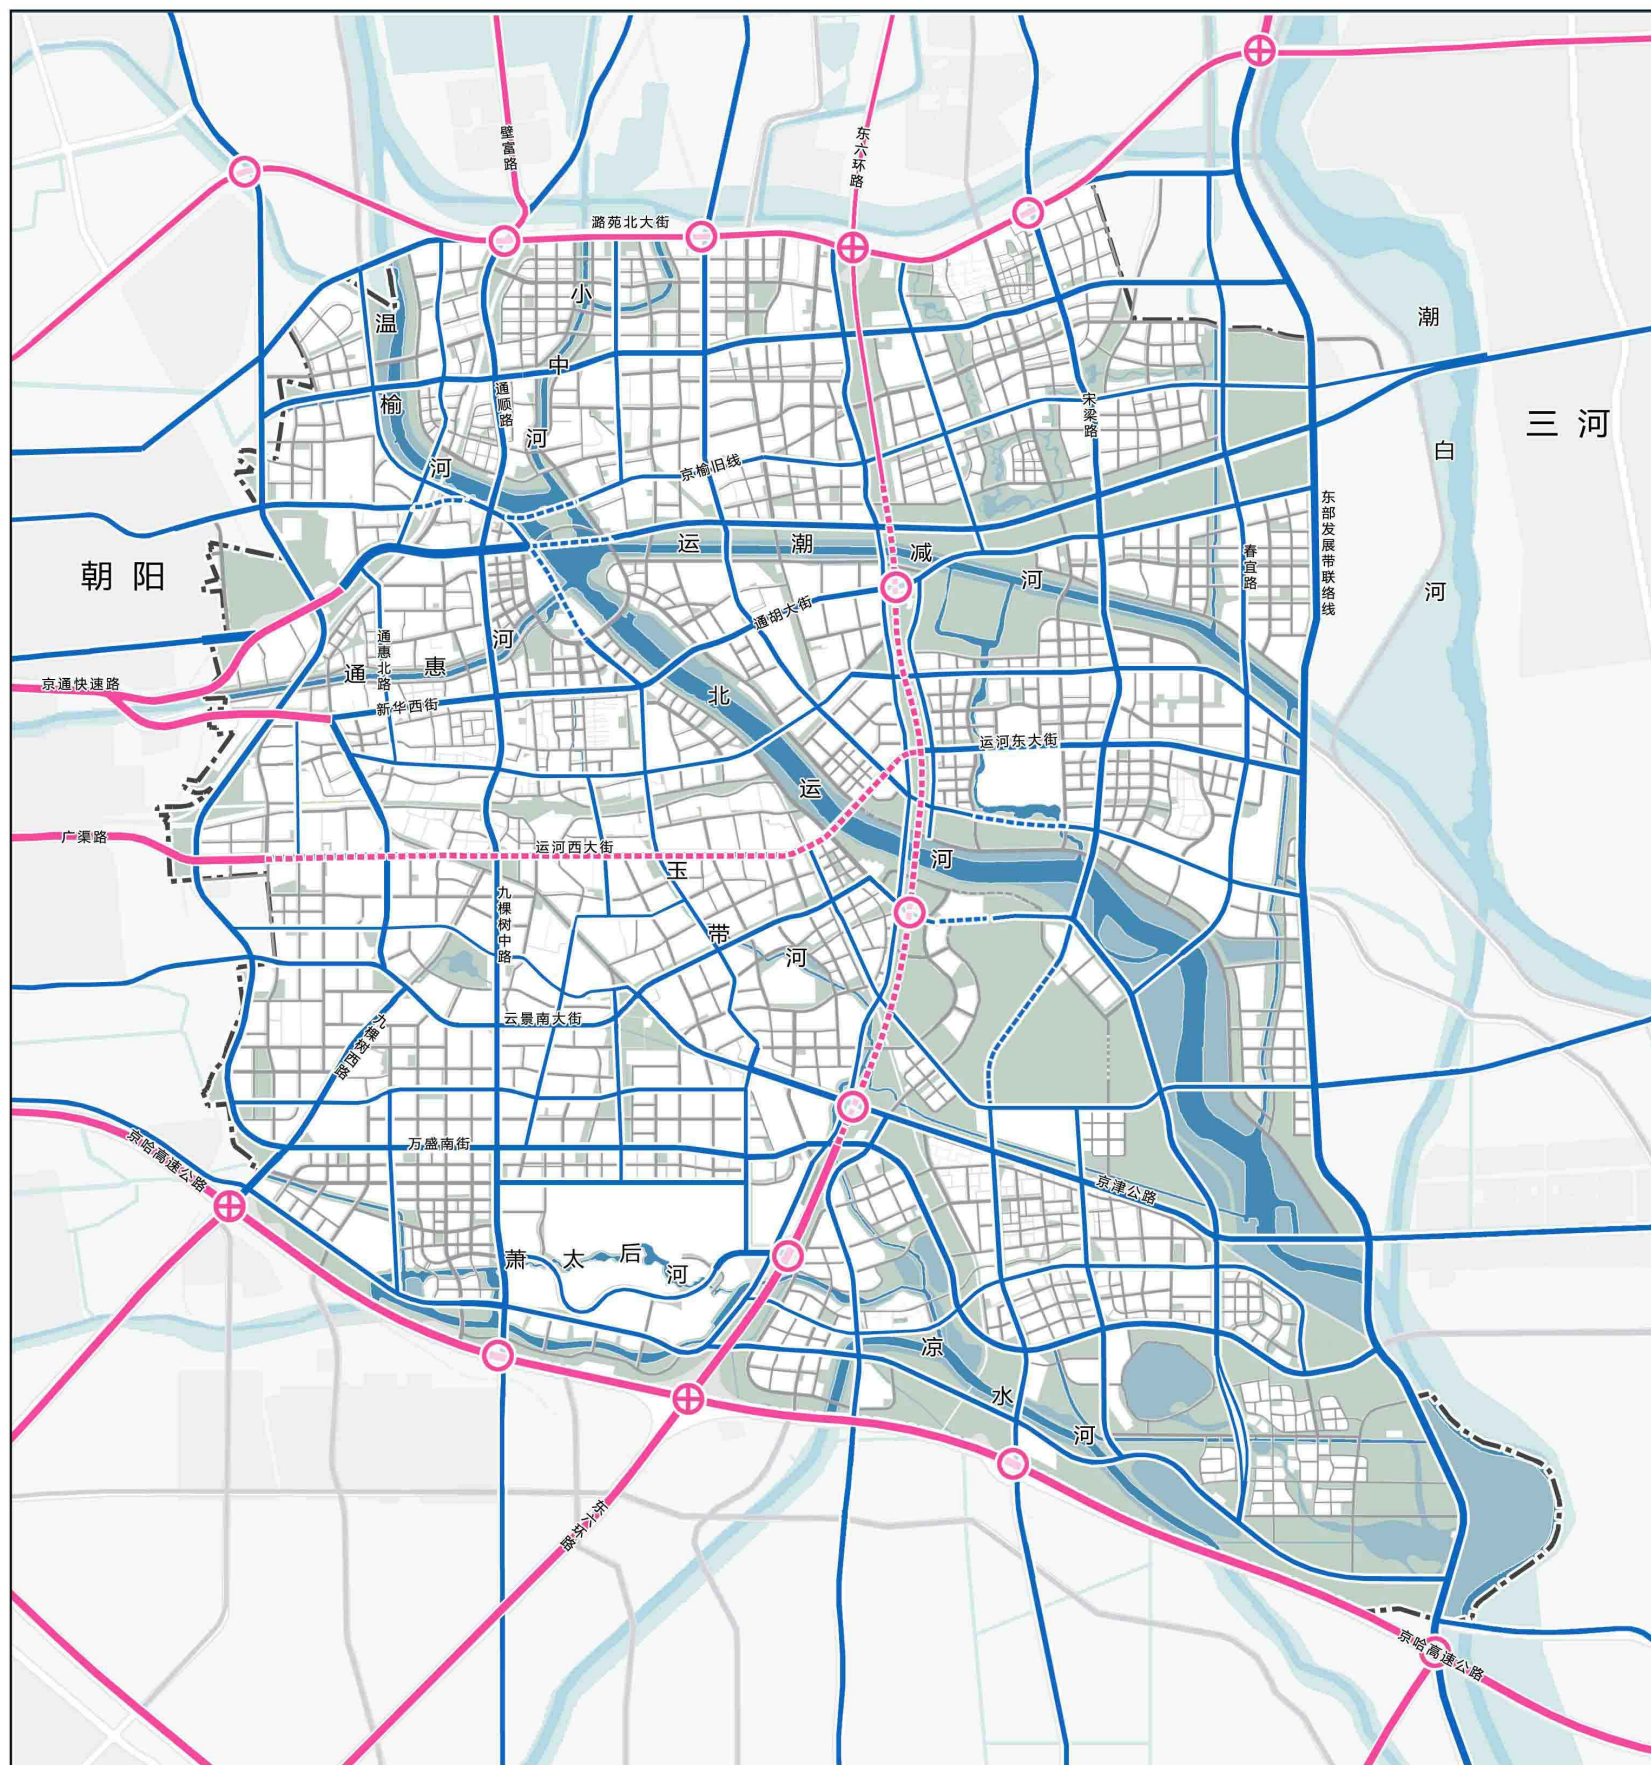 壁富路
东六环路
潞苑北大街
小中河
温榆河
潮白河
三河
通顺路
宋梁路
京榆旧线
东部发展带联络线
运潮减河
春宜路
朝阳
通胡大街
通惠北路
通惠河
京通快速路
新华西街
北运河
运河东大街
广渠路
运河西大街
玉带河
九棵树中路
云景南大街
九棵树西路
万盛南街
京哈高速公路
京津公路
萧太后河
凉水河
东六环路
京哈高速公路